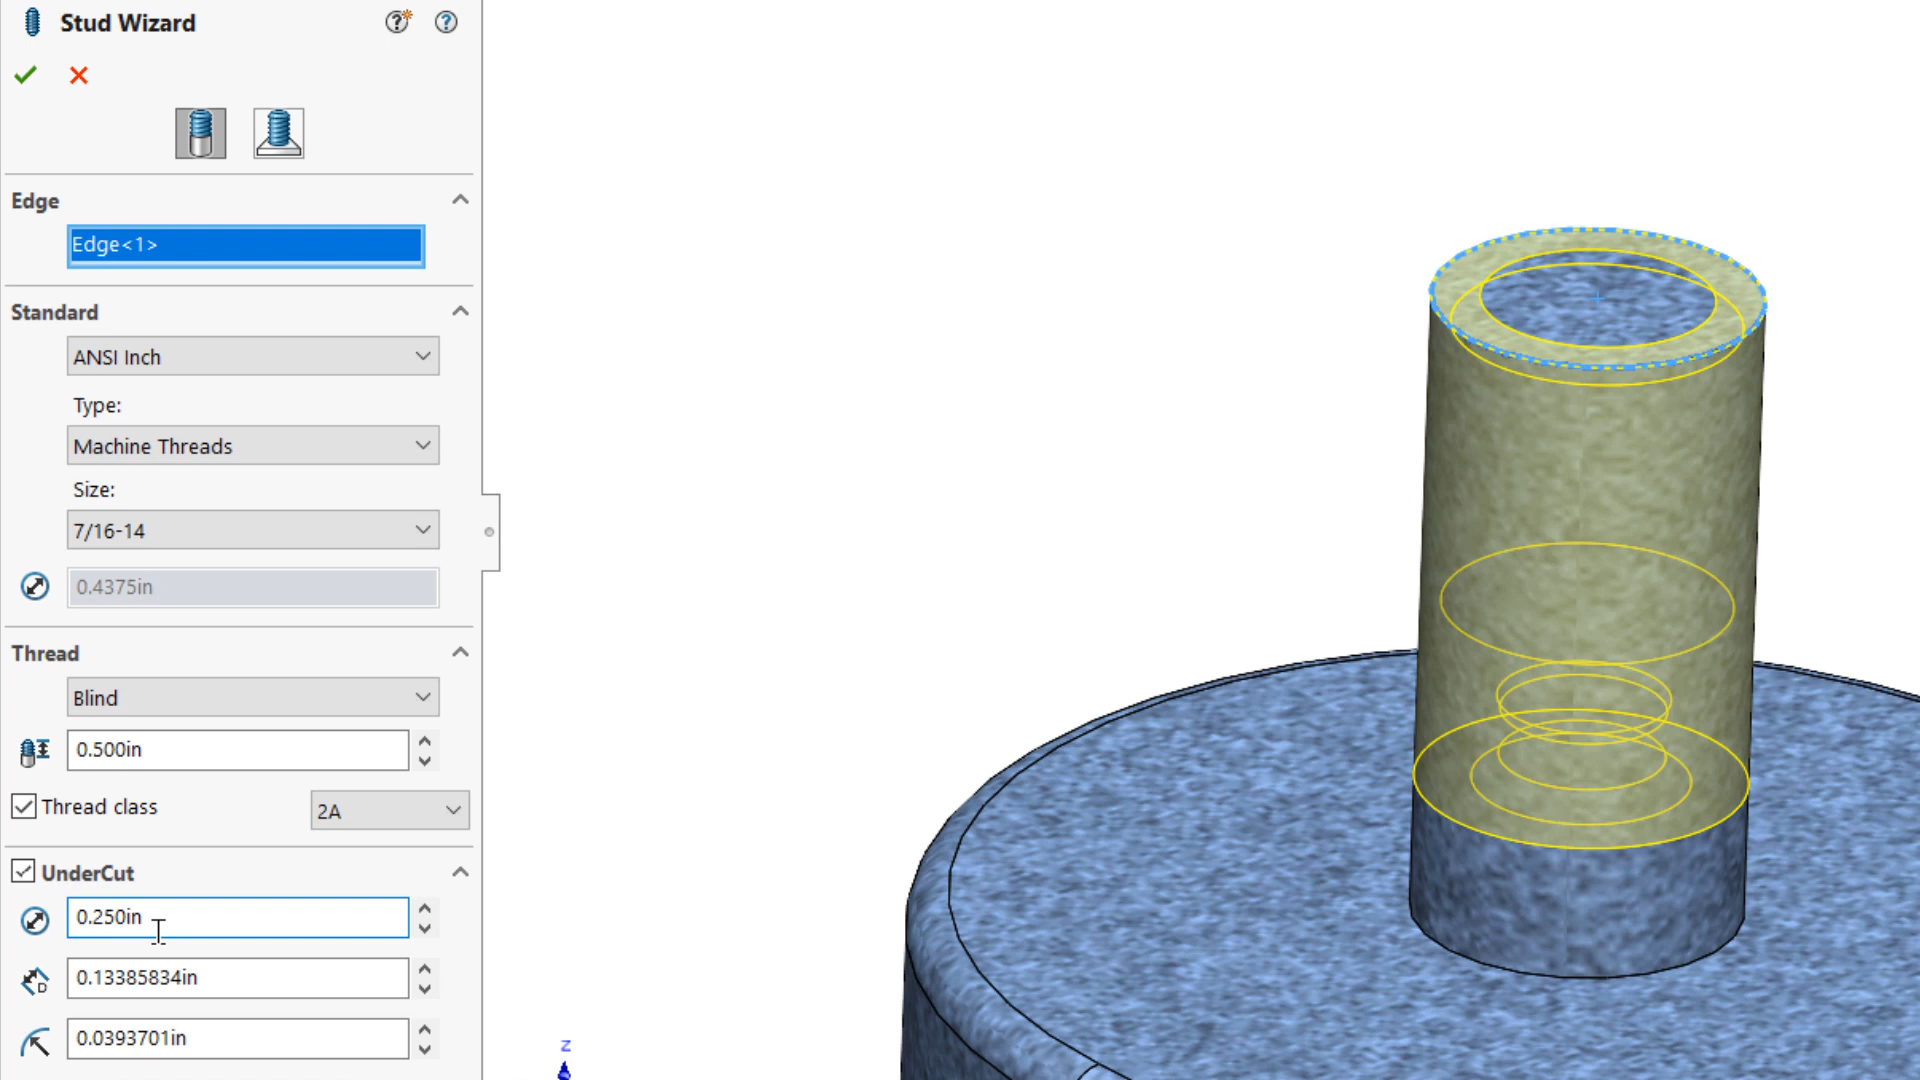 Stud Wizard
Edge
Edge<1>
Standard
ANSI Inch
Type:
Machine Threads
Size:
7/16-14
0.4375in
Thread
Blind
0.500in
Thread class
2A
UnderCut
0.250in
0.13385834in
0.0393701in
z